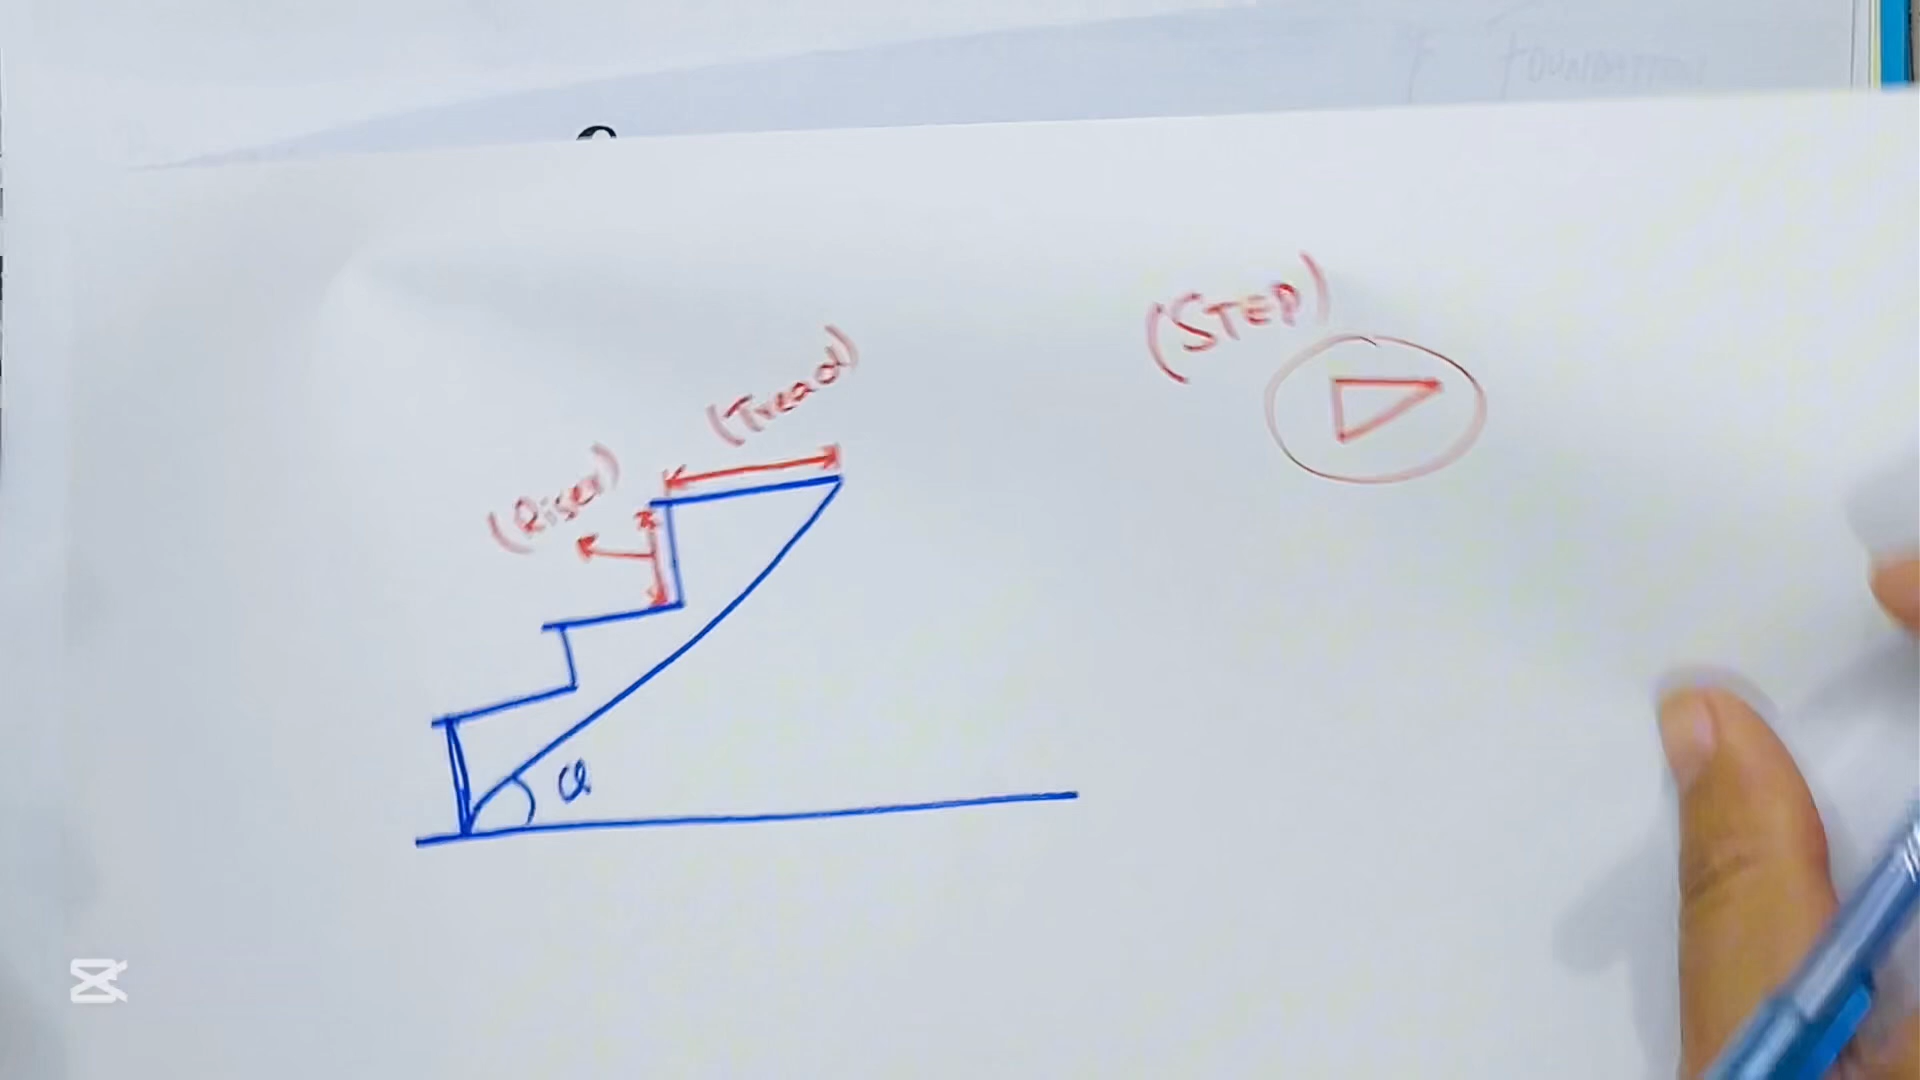 (STEP)
(Tread)
(Riser)
α